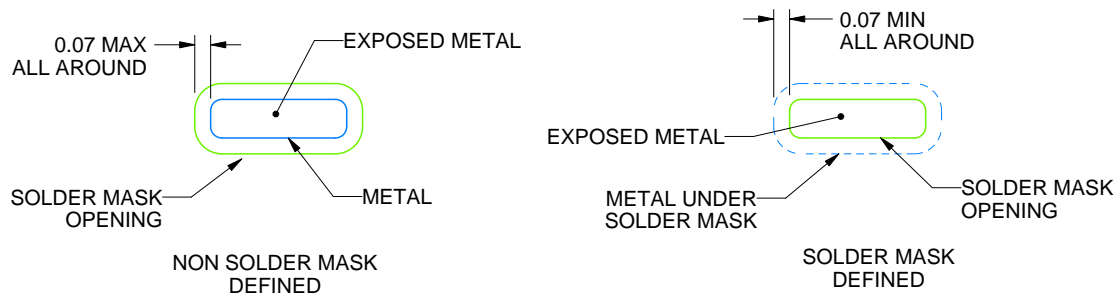 0.07 MAX
ALL AROUND
EXPOSED METAL
SOLDER MASK
OPENING
METAL
NON SOLDER MASK
DEFINED
0.07 MIN
ALL AROUND
EXPOSED METAL
METAL UNDER
SOLDER MASK
SOLDER MASK
OPENING
SOLDER MASK
DEFINED